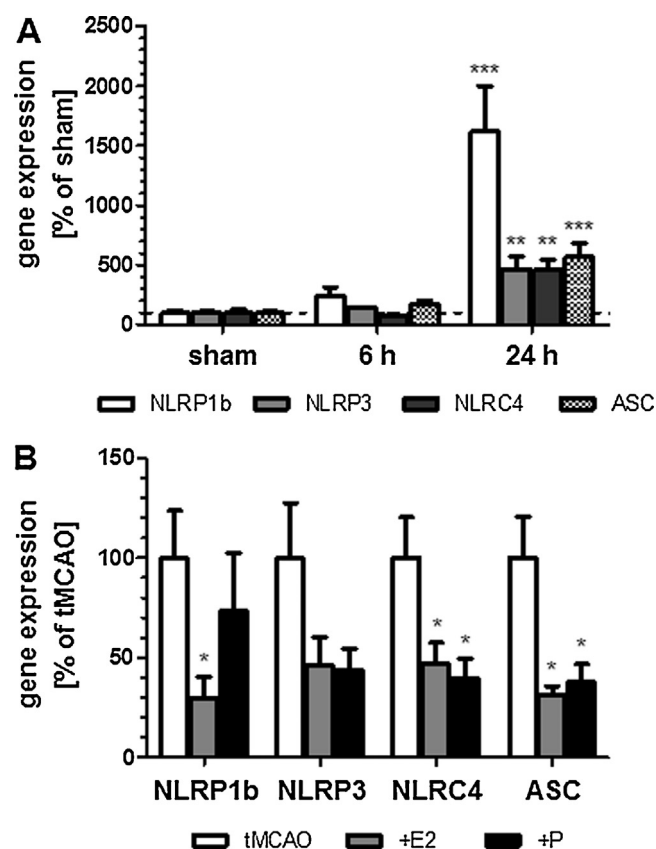 A
gene expression
[% of sham]
2500
2000
1500
1000
500
0
***
**
**
***
sham 6 h 24 h
NLRP1b NLRP3 NLRC4 ASC
B
gene expression
[% of tMCAO]
150
100
50
0
*
*
*
*
*
NLRP1b NLRP3 NLRC4 ASC
tMCAO +E2 +P